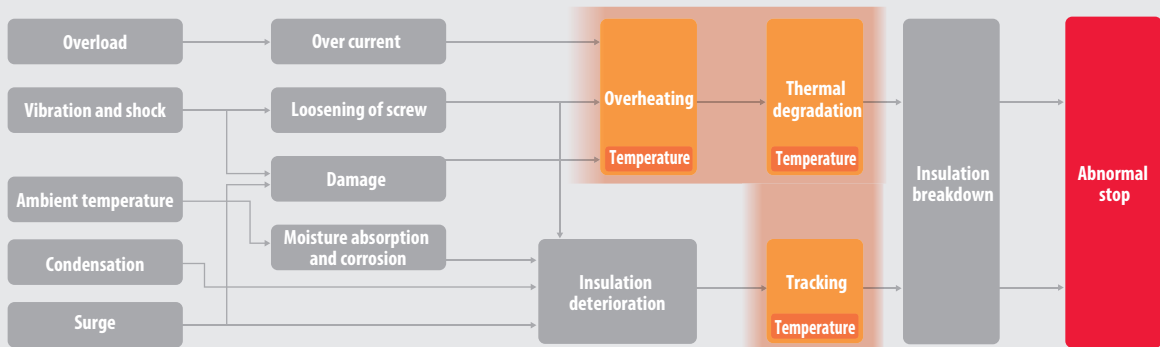 Overload
Over current
Vibration and shock
Loosening of screw
Damage
Ambient temperature
Moisture absorption
and corrosion
Condensation
Surge
Insulation
deterioration
Overheating
Temperature
Thermal
degradation
Temperature
Tracking
Temperature
Insulation
breakdown
Abnormal
stop